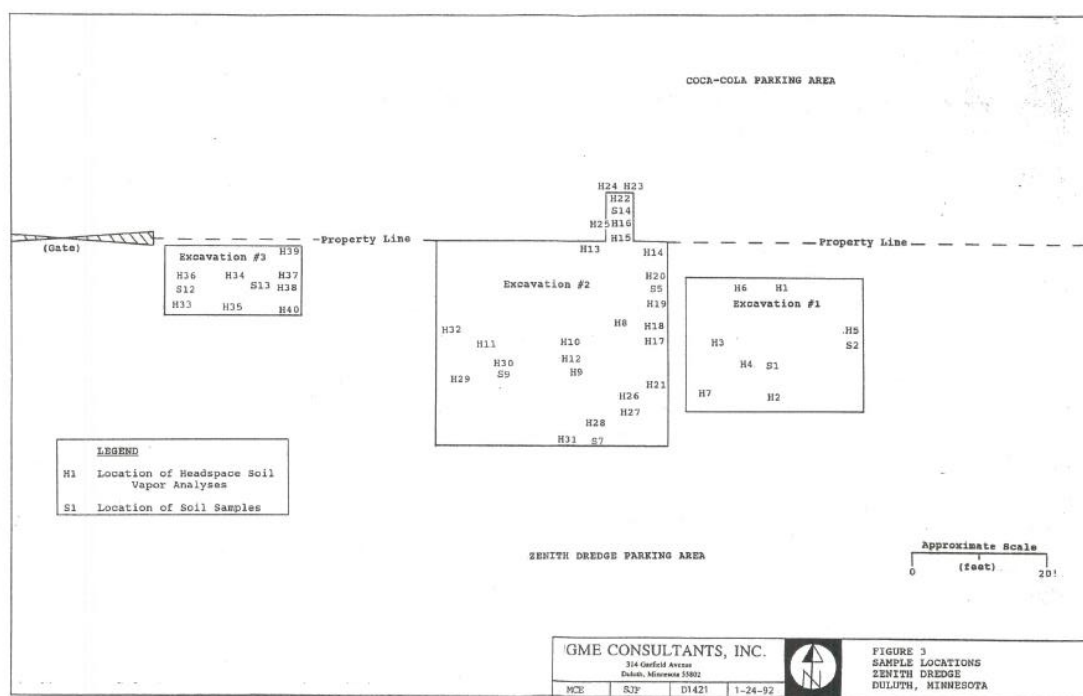 COCA-COLA PARKING AREA
H24 H23
H22
S14
H25 H16
H15
(Gate)
Property Line
Property Line
H39
H13
H14
Excavation #3
H36 H34 H37
S12 S13 H38
H33 H35 H40
Excavation #2
H20
S5
H19
H6 H1
Excavation #1
H32
H8 H18
H5
H11 H10 H17
H3 S2
H12
H30
H4 S1
H29 S9 H9
H21
H26
H7 H2
H27
H28
H31 S7
LEGEND
H1 Location of Headspace Soil
Vapor Analyses
S1 Location of Soil Samples
ZENITH DREDGE PARKING AREA
Approximate Scale
(feet)
0 20'
GME CONSULTANTS, INC.
314 Garfield Avenue
Duluth, Minnesota 55802
MCE SJF D1421 1-24-92
N
FIGURE 3
SAMPLE LOCATIONS
ZENITH DREDGE
DULUTH, MINNESOTA